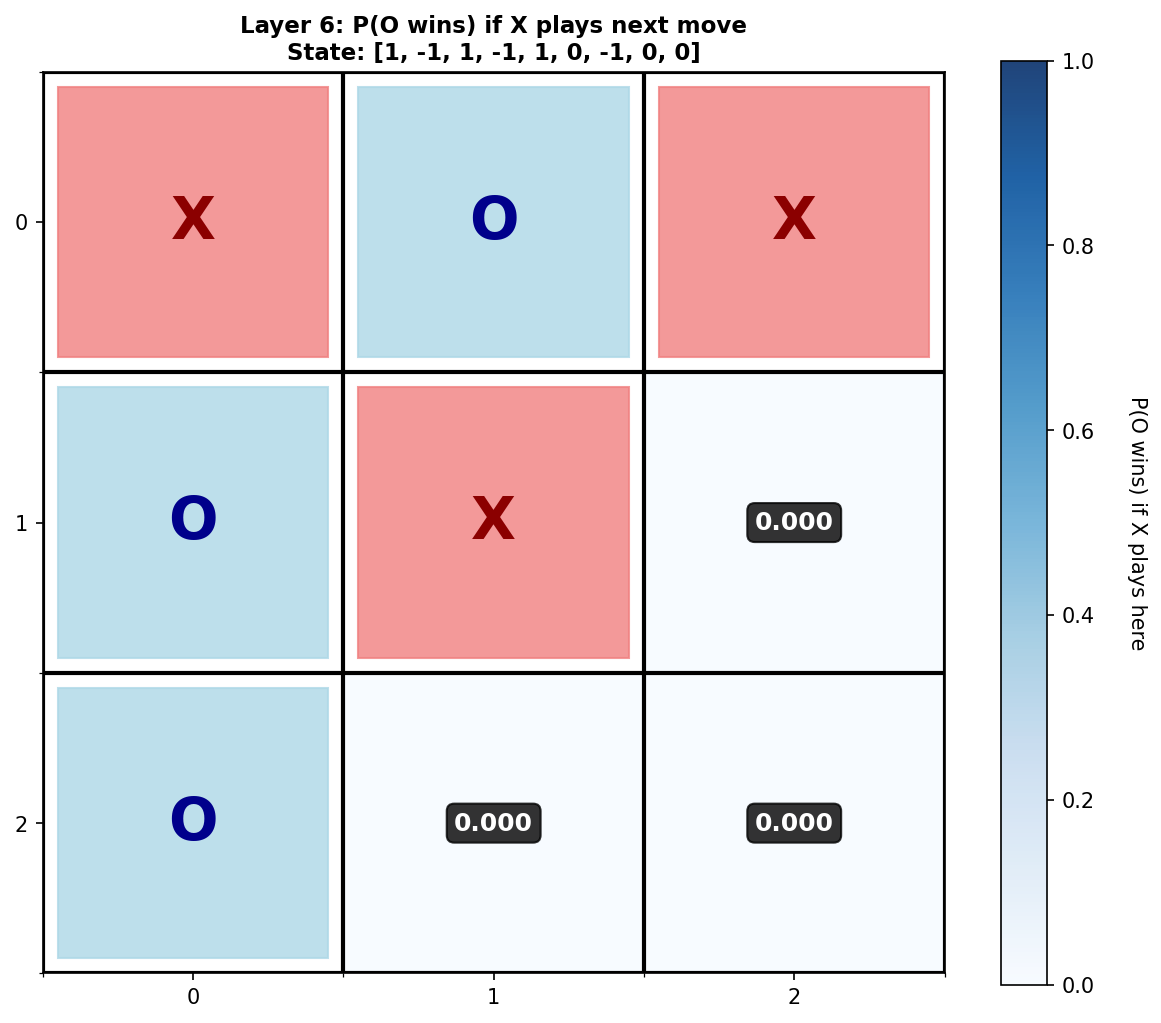 Layer 6: P(O wins) if X plays next move
State: [1, -1, 1, -1, 1, 0, -1, 0, 0]
0
X
O
X
1
O
X
0.000
2
O
0.000
0.000
0
1
2
1.0
0.8
0.6
0.4
0.2
0.0
P(O wins) if X plays here